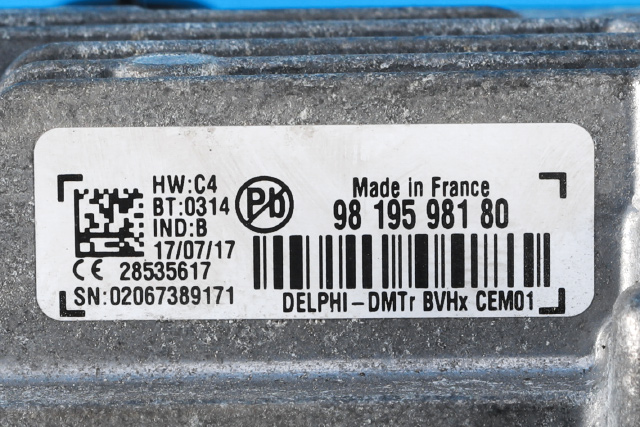 HW:C4
BT:0314
IND:B
17/07/17
CE 28535617
SN:02067389171
Pb
Made in France
98 195 981 80
DELPHI-DMTr BVHx CEM01